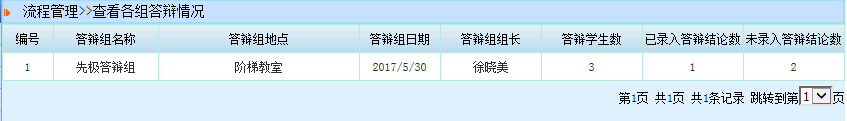 流程管理>>查看各组答辩情况
编号 答辩组名称 答辩组地点 答辩组日期 答辩组组长 答辩学生数 已录入答辩结论数 未录入答辩结论数
1 先极答辩组 阶梯教室 2017/5/30 徐晓美 3 1 2
第1页 共1页 共1条记录 跳转到第1页